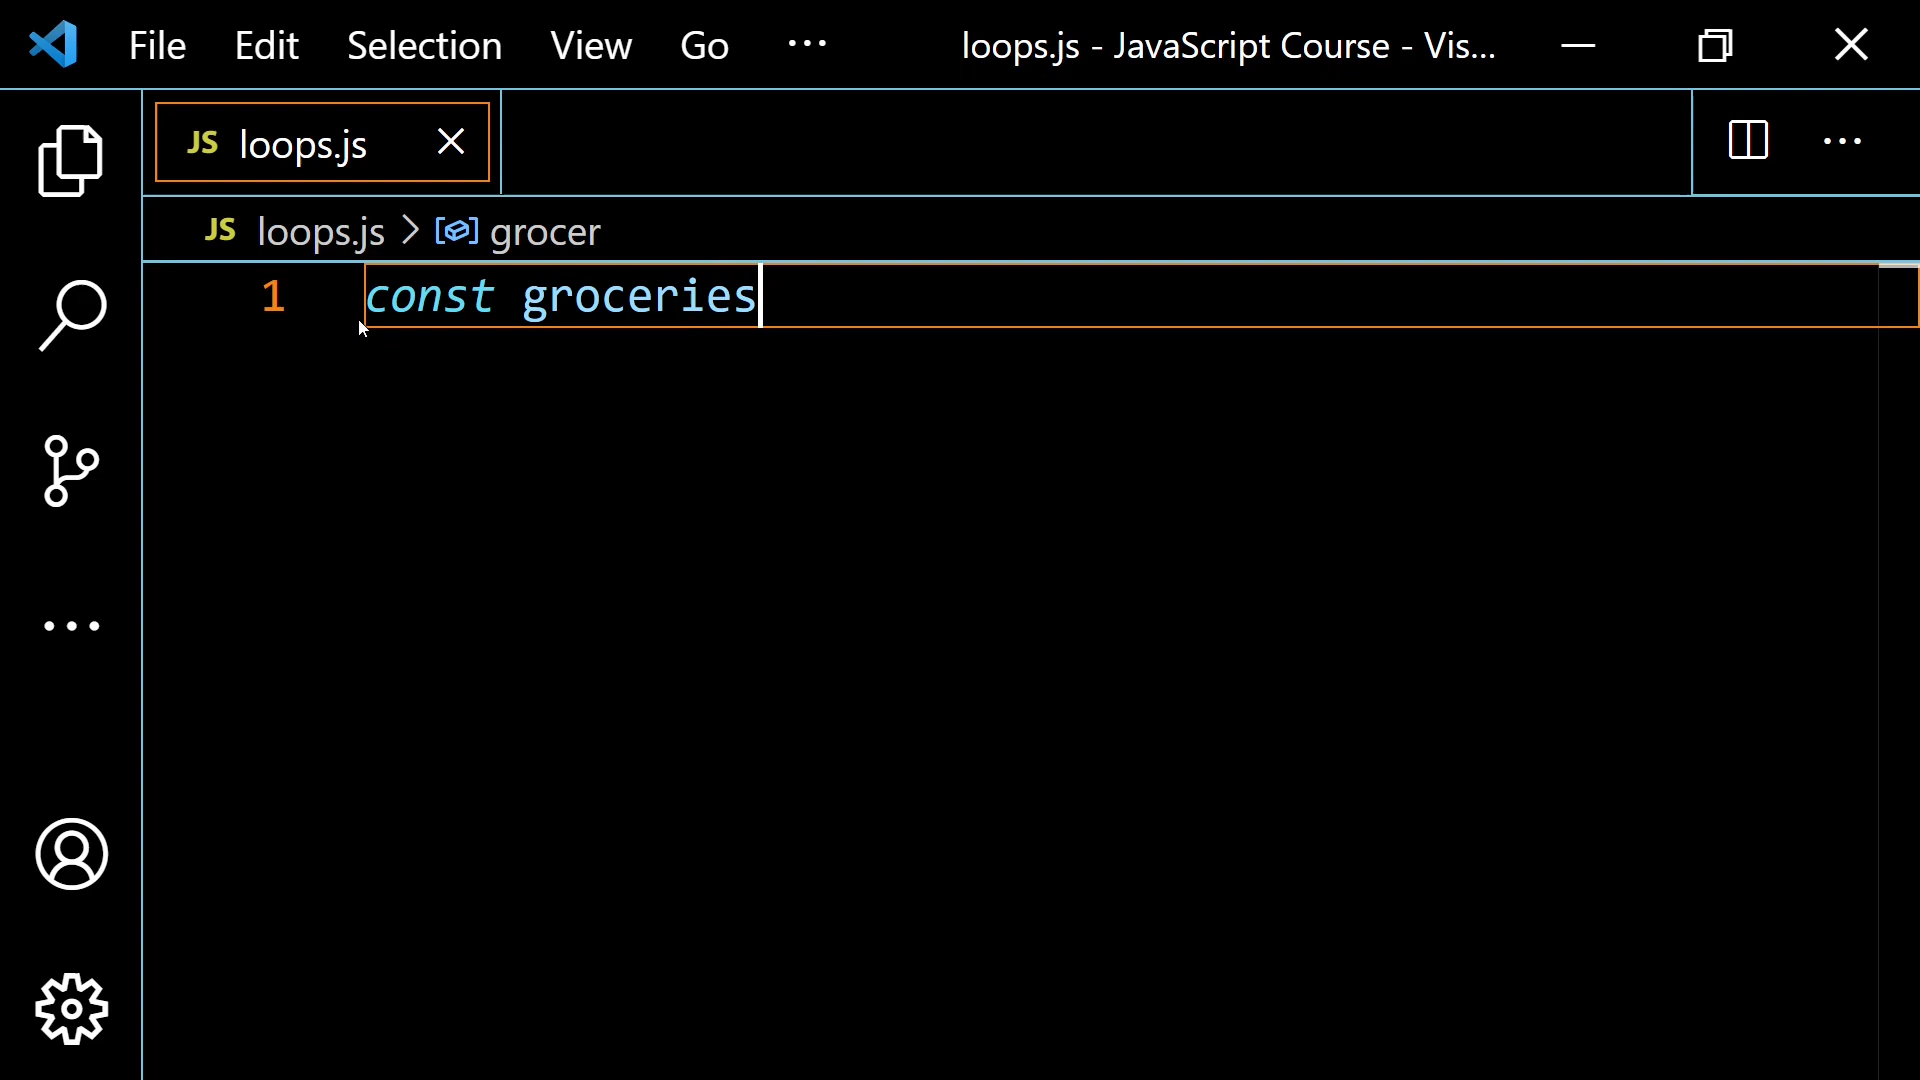 File Edit Selection View Go ··· loops.js - JavaScript Course - Vis...
JS loops.js
JS loops.js > grocer
1 const groceries